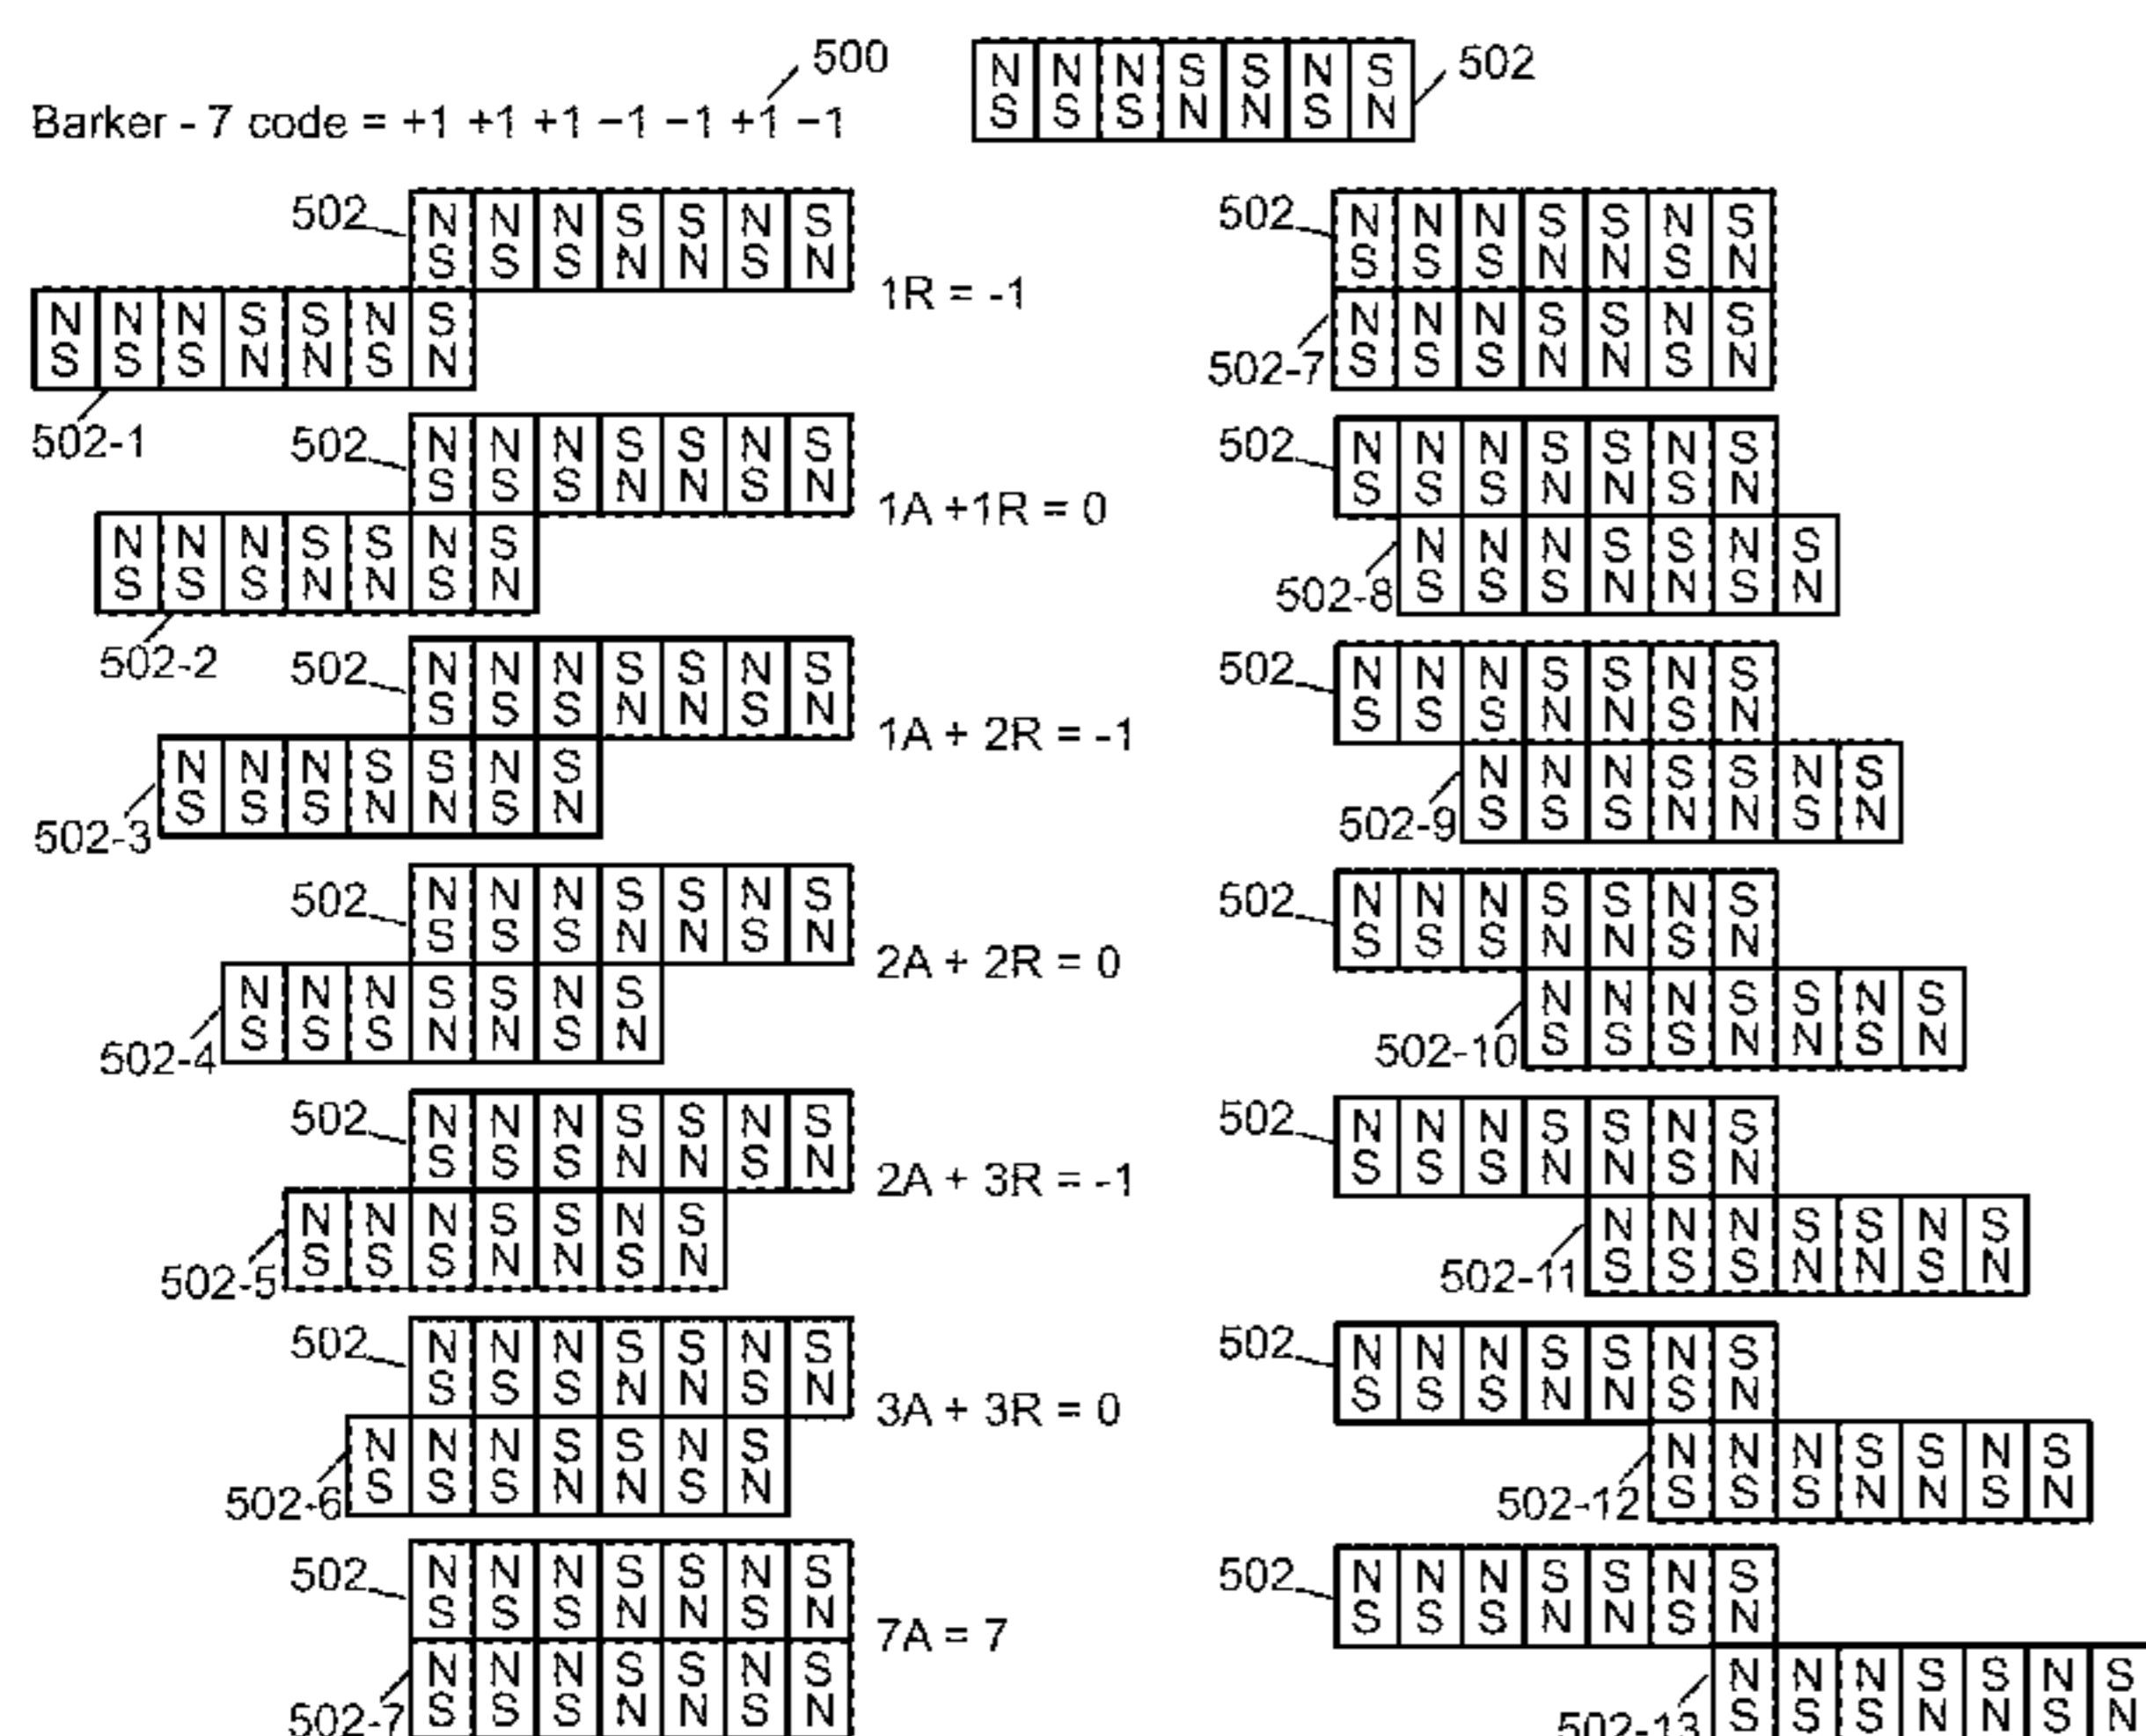 500
N N N S S N S
S S S N N S N
502
Barker - 7 code = +1 +1 +1 −1 −1 +1 −1
502
N N N S S N S
S S S N N S N
1R = -1
N N N S S N S
S S S N N S N
502-1
502
N N N S S N S
S S S N N S N
1A +1R = 0
N N N S S N S
S S S N N S N
502-2
502
N N N S S N S
S S S N N S N
1A + 2R = -1
N N N S S N S
S S S N N S N
502-3
502
N N N S S N S
S S S N N S N
2A + 2R = 0
N N N S S N S
S S S N N S N
502-4
502
N N N S S N S
S S S N N S N
2A + 3R = -1
N N N S S N S
S S S N N S N
502-5
502
N N N S S N S
S S S N N S N
3A + 3R = 0
N N N S S N S
S S S N N S N
502-6
502
N N N S S N S
S S S N N S N
7A = 7
N N N S S N S
S S S N N S N
502-7
502
N N N S S N S
S S S N N S N
N N N S S N S
S S S N N S N
502-7
502
N N N S S N S
S S S N N S N
N N N S S N S
S S S N N S N
502-8
502
N N N S S N S
S S S N N S N
N N N S S N S
S S S N N S N
502-9
502
N N N S S N S
S S S N N S N
N N N S S N S
S S S N N S N
502-10
502
N N N S S N S
S S S N N S N
N N N S S N S
S S S N N S N
502-11
502
N N N S S N S
S S S N N S N
N N N S S N S
S S S N N S N
502-12
502
N N N S S N S
S S S N N S N
N N N S S N S
S S S N N S N
502-13